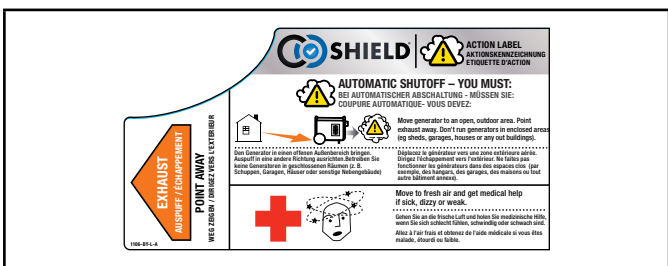 CO SHIELD®
ACTION LABEL
AKTIONSKENNZEICHNUNG
ETIQUETTE D'ACTION
AUTOMATIC SHUTOFF – YOU MUST:
BEI AUTOMATISCHER ABSCHALTUNG - MÜSSEN SIE:
COUPURE AUTOMATIQUE- VOUS DEVEZ:
Move generator to an open, outdoor area. Point
exhaust away. Don't run generators in enclosed areas
(eg sheds, garages, houses or any out buildings).
Den Generator in einen offenen Außenbereich bringen.
Auspuff in eine andere Richtung ausrichten.Betreiben Sie
keine Generatoren in geschlossenen Räumen (z. B.
Schuppen, Garagen, Häuser oder sonstige Nebengebäude)
Déplacez le générateur vers une zone extérieure aérée.
Dirigez l'échappement vers l'extérieur. Ne faites pas
fonctionner les générateurs dans des espaces clos (par
exemple, des hangars, des garages, des maisons ou tout
autre bâtiment annexe).
EXHAUST
AUSPUFF / ÉCHAPPEMENT
POINT AWAY
WEG ZEIGEN / DIRIGEZ VERS L'EXTERIEUR
1106-BY-L-A
Move to fresh air and get medical help
if sick, dizzy or weak.
Gehen Sie an die frische Luft und holen Sie medizinische Hilfe,
wenn Sie sich schlecht fühlen, schwindlig oder schwach sind.
Allez à l'air frais et obtenez de l'aide médicale si vous êtes
malade, étourdi ou faible.